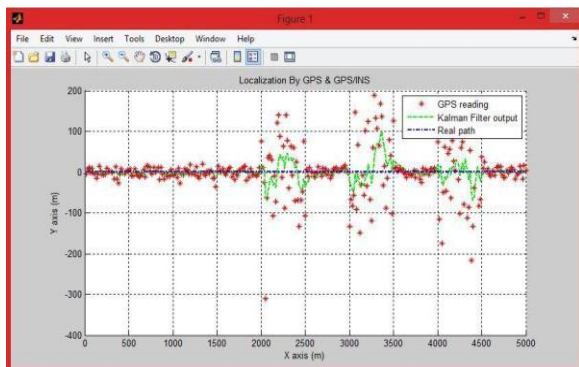 Figure 1
File Edit View Insert Tools Desktop Window Help
Localization By GPS & GPS/INS
GPS reading
Kalman Filter output
Real path
Y axis (m)
200
100
0
-100
-200
-300
-400
0 500 1000 1500 2000 2500 3000 3500 4000 4500 5000
X axis (m)